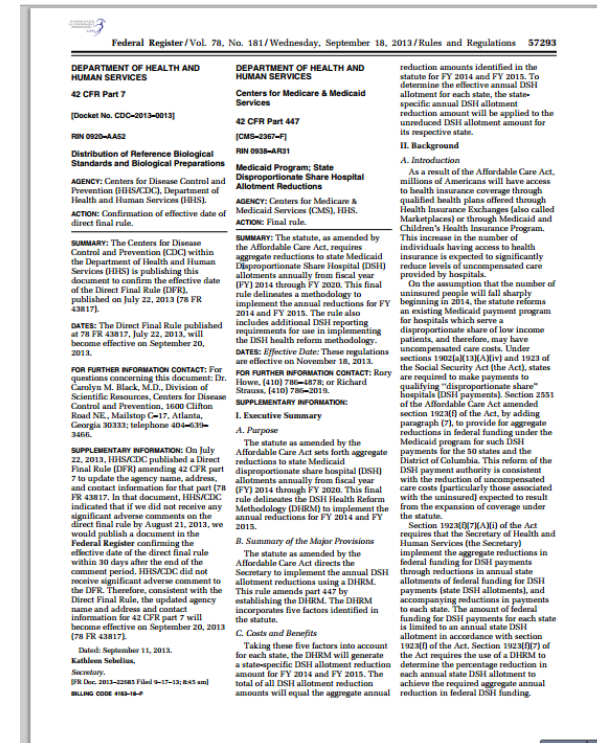 Federal Register / Vol. 78, No. 181 / Wednesday, September 18, 2013 / Rules and Regulations 57293
DEPARTMENT OF HEALTH AND
HUMAN SERVICES
42 CFR Part 7
[Docket No. CDC–2013–0013]
RIN 0920–AA52
Distribution of Reference Biological
Standards and Biological Preparations
AGENCY: Centers for Disease Control and
Prevention (HHS/CDC), Department of
Health and Human Services (HHS).
ACTION: Confirmation of effective date of
direct final rule.
SUMMARY: The Centers for Disease
Control and Prevention (CDC) within
the Department of Health and Human
Services (HHS) is publishing this
document to confirm the effective date
of the Direct Final Rule (DFR),
published on July 22, 2013 (78 FR
43817).
DATES: The Direct Final Rule published
at 78 FR 43817, July 22, 2013, will
become effective on September 20,
2013.
FOR FURTHER INFORMATION CONTACT: For
questions concerning this document: Dr.
Carolyn M. Black, M.D., Division of
Scientific Resources, Centers for Disease
Control and Prevention, 1600 Clifton
Road NE., Mailstop C–17, Atlanta,
Georgia 30333; telephone 404–639–
3466.
SUPPLEMENTARY INFORMATION: On July
22, 2013, HHS/CDC published a Direct
Final Rule (DFR) amending 42 CFR part
7 to update the agency name, address,
and contact information for that part (78
FR 43817. In that document, HHS/CDC
indicated that if we did not receive any
significant adverse comments on the
direct final rule by August 21, 2013, we
would publish a document in the
Federal Register confirming the
effective date of the direct final rule
within 30 days after the end of the
comment period. HHS/CDC did not
receive significant adverse comment to
the DFR. Therefore, consistent with the
Direct Final Rule, the updated agency
name and address and contact
information for 42 CFR part 7 will
become effective on September 20, 2013
(78 FR 43817).
Dated: September 11, 2013.
Kathleen Sebelius,
Secretary.
[FR Doc. 2013–22685 Filed 9–17–13; 8:45 am]
BILLING CODE 4163–18–P
DEPARTMENT OF HEALTH AND
HUMAN SERVICES
Centers for Medicare & Medicaid
Services
42 CFR Part 447
[CMS–2367–F]
RIN 0938–AR31
Medicaid Program; State
Disproportionate Share Hospital
Allotment Reductions
AGENCY: Centers for Medicare &
Medicaid Services (CMS), HHS.
ACTION: Final rule.
SUMMARY: The statute, as amended by
the Affordable Care Act, requires
aggregate reductions to state Medicaid
Disproportionate Share Hospital (DSH)
allotments annually from fiscal year
(FY) 2014 through FY 2020. This final
rule delineates a methodology to
implement the annual reductions for FY
2014 and FY 2015. The rule also
includes additional DSH reporting
requirements for use in implementing
the DSH health reform methodology.
DATES: Effective Date: These regulations
are effective on November 18, 2013.
FOR FURTHER INFORMATION CONTACT: Rory
Howe, (410) 786–4878; or Richard
Strauss, (410) 786–2019.
SUPPLEMENTARY INFORMATION:
I. Executive Summary
A. Purpose
The statute as amended by the
Affordable Care Act sets forth aggregate
reductions to state Medicaid
disproportionate share hospital (DSH)
allotments annually from fiscal year
(FY) 2014 through FY 2020. This final
rule delineates the DSH Health Reform
Methodology (DHRM) to implement the
annual reductions for FY 2014 and FY
2015.
B. Summary of the Major Provisions
The statute as amended by the
Affordable Care Act directs the
Secretary to implement the annual DSH
allotment reductions using a DHRM.
This rule amends part 447 by
establishing the DHRM. The DHRM
incorporates five factors identified in
the statute.
C. Costs and Benefits
Taking these five factors into account
for each state, the DHRM will generate
a state-specific DSH allotment reduction
amount for FY 2014 and FY 2015. The
total of all DSH allotment reduction
amounts will equal the aggregate annual
reduction amounts identified in the
statute for FY 2014 and FY 2015. To
determine the effective annual DSH
allotment for each state, the state-
specific annual DSH allotment
reduction amount will be applied to the
unreduced DSH allotment amount for
its respective state.
II. Background
A. Introduction
As a result of the Affordable Care Act,
millions of Americans will have access
to health insurance coverage through
qualified health plans offered through
Health Insurance Exchanges (also called
Marketplaces) or through Medicaid and
Children's Health Insurance Program.
This increase in the number of
individuals having access to health
insurance is expected to significantly
reduce levels of uncompensated care
provided by hospitals.
On the assumption that the number of
uninsured people will fall sharply
beginning in 2014, the statute reforms
an existing Medicaid payment program
for hospitals which serve a
disproportionate share of low income
patients, and therefore, may have
uncompensated care costs. Under
sections 1902(a)(13)(A)(iv) and 1923 of
the Social Security Act (the Act), states
are required to make payments to
qualifying "disproportionate share"
hospitals (DSH payments). Section 2551
of the Affordable Care Act amended
section 1923(f) of the Act, by adding
paragraph (7), to provide for aggregate
reductions in federal funding under the
Medicaid program for such DSH
payments for the 50 states and the
District of Columbia. This reform of the
DSH payment authority is consistent
with the reduction of uncompensated
care costs (particularly those associated
with the uninsured) expected to result
from the expansion of coverage under
the statute.
Section 1923(f)(7)(A)(i) of the Act
requires that the Secretary of Health and
Human Services (the Secretary)
implement the aggregate reductions in
federal funding for DSH payments
through reductions in annual state
allotments of federal funding for DSH
payments (state DSH allotments), and
accompanying reductions in payments
to each state. The amount of federal
funding for DSH payments for each state
is limited to an annual state DSH
allotment in accordance with section
1923(f) of the Act. Section 1923(f)(7) of
the Act requires the use of a DHRM to
determine the percentage reduction in
each annual state DSH allotment to
achieve the required aggregate annual
reduction in federal DSH funding.